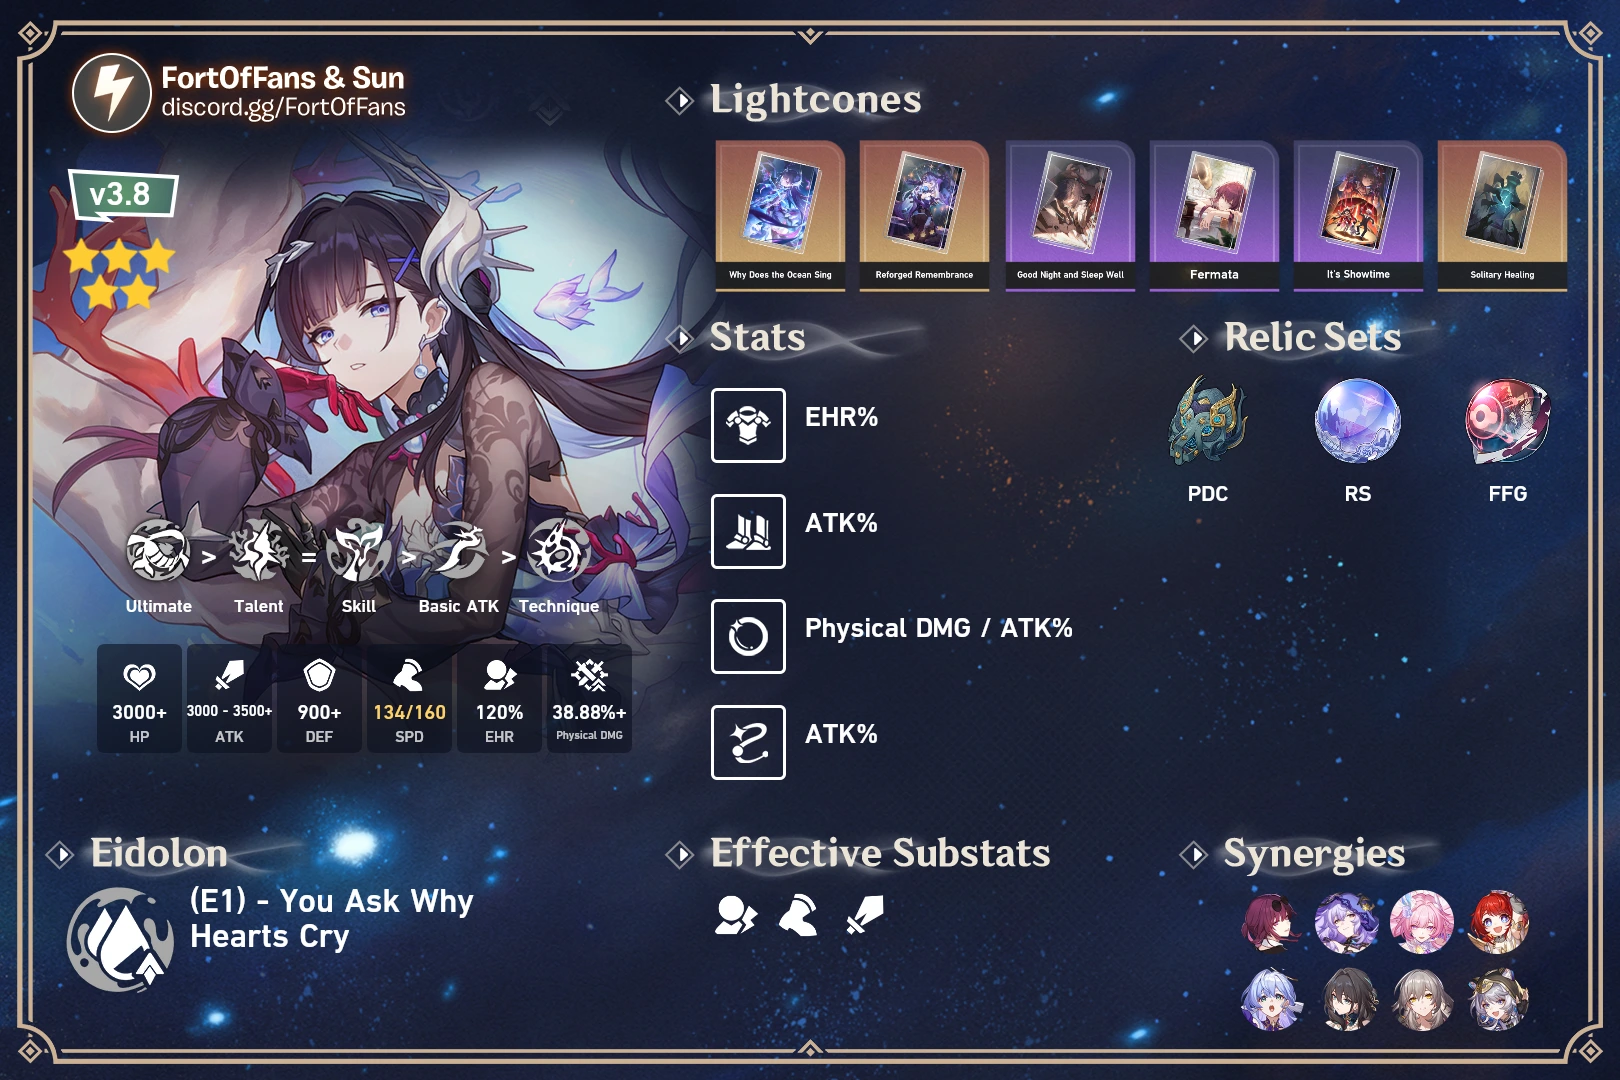 FortOfFans & Sun
discord.gg/FortOfFans
v3.8
Ultimate > Talent = Skill > Basic ATK > Technique
3000+ 3000 - 3500+ 900+ 134/160 120% 38.88%+
HP ATK DEF SPD EHR Physical DMG
Lightcones
Why Does the Ocean Sing
Reforged Remembrance
Good Night and Sleep Well
Fermata
It's Showtime
Solitary Healing
Stats
EHR%
ATK%
Physical DMG / ATK%
ATK%
Relic Sets
PDC RS FFG
Eidolon
(E1) - You Ask Why
Hearts Cry
Effective Substats
Synergies